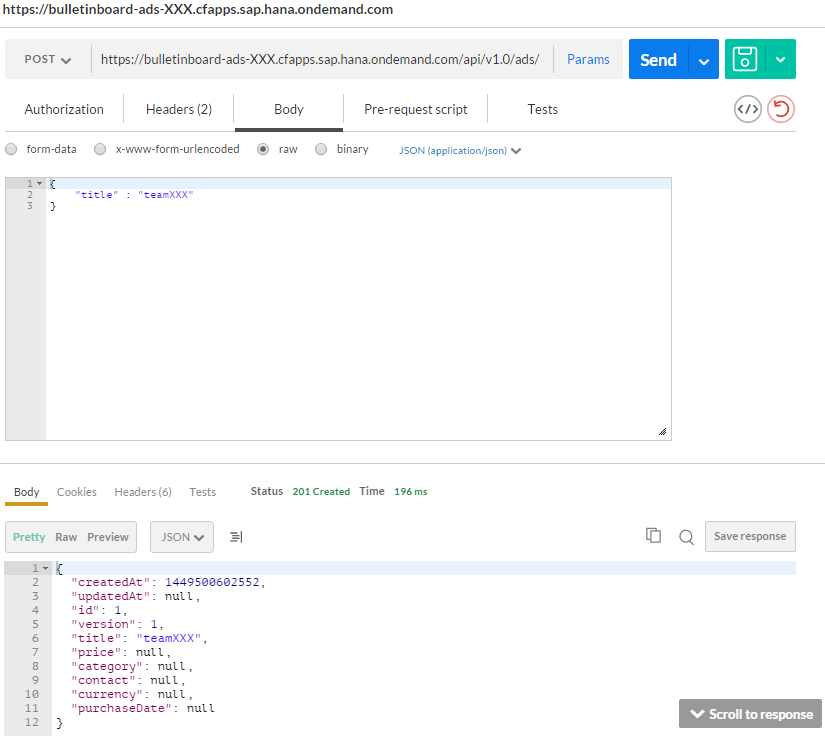 https://bulletinboard-ads-XXX.cfapps.sap.hana.ondemand.com
POST https://bulletinboard-ads-XXX.cfapps.sap.hana.ondemand.com/api/v1.0/ads/ Params Send
Authorization Headers (2) Body Pre-request script Tests
form-data x-www-form-urlencoded raw binary JSON (application/json)
1 {
2 "title" : "teamXXX"
3 }
Body Cookies Headers (6) Tests Status 201 Created Time 196 ms
Pretty Raw Preview JSON Save response
1 {
2 "createdAt": 1449500602552,
3 "updatedAt": null,
4 "id": 1,
5 "version": 1,
6 "title": "teamXXX",
7 "price": null,
8 "category": null,
9 "contact": null,
10 "currency": null,
11 "purchaseDate": null
12 }
Scroll to response